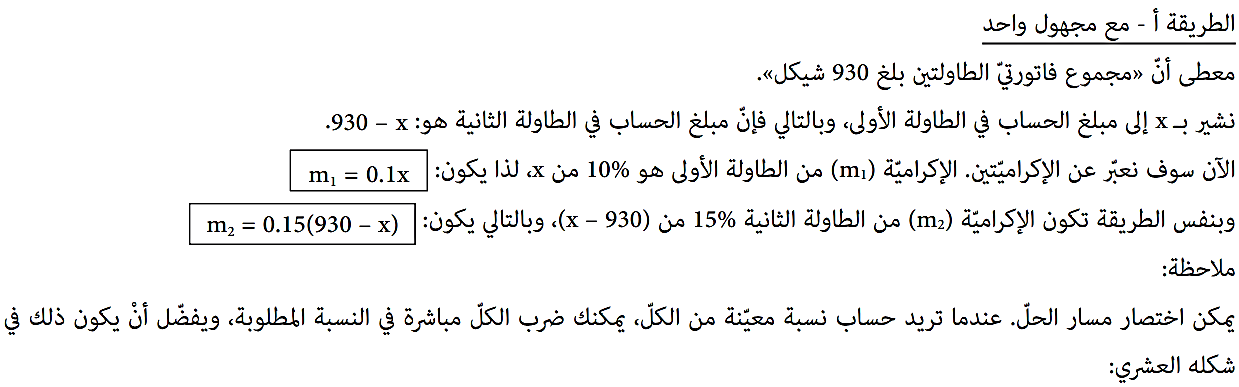 الطريقة أ - مع مجهول واحد
معطى أنّ «مجموع فاتورتيّ الطاولتين بلغ 930 شيكل».
نشير بـ x إلى مبلغ الحساب في الطاولة الأولى، وبالتالي فإنّ مبلغ الحساب في الطاولة الثانية هو: 930 – x.
الآن سوف نعبّر عن الإكراميّتين. الإكراميّة (m₁) من الطاولة الأولى هو 10% من x، لذا يكون: m₁ = 0.1x
وبنفس الطريقة تكون الإكراميّة (m₂) من الطاولة الثانية 15% من (930 – x)، وبالتالي يكون: m₂ = 0.15(930 – x)
ملاحظة:
يمكن اختصار مسار الحلّ. عندما تريد حساب نسبة معيّنة من الكلّ، يمكنك ضرب الكلّ مباشرة في النسبة المطلوبة، ويفضّل أنْ يكون ذلك في
شكله العشري: